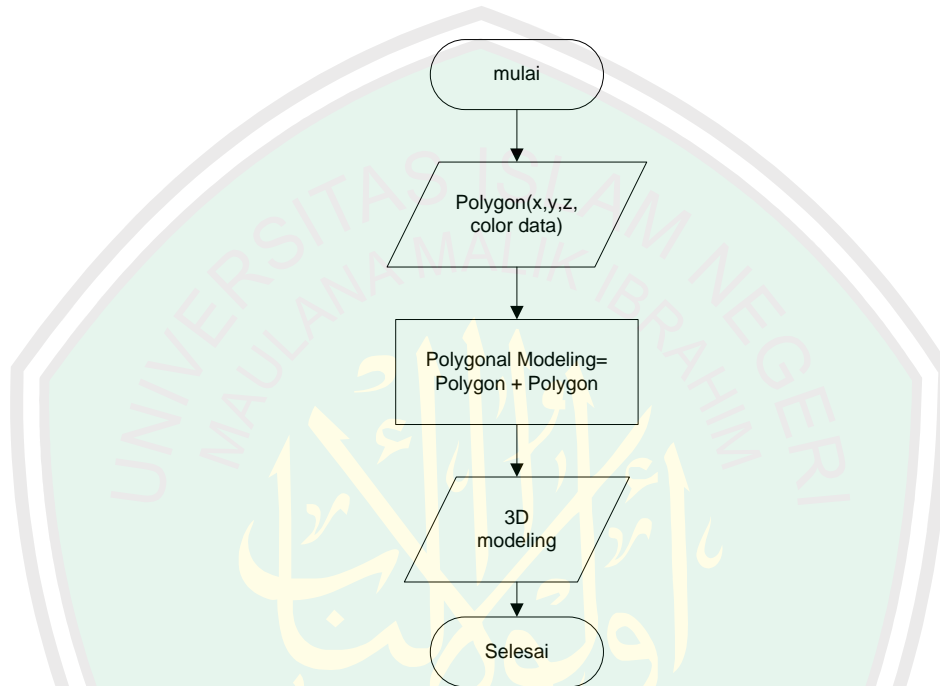 mulai
Polygon(x,y,z,
color data)
Polygonal Modeling=
Polygon + Polygon
3D
modeling
Selesai
UNIVERSITAS ISLAM NEGERI
MAULANA MALIK IBRAHIM